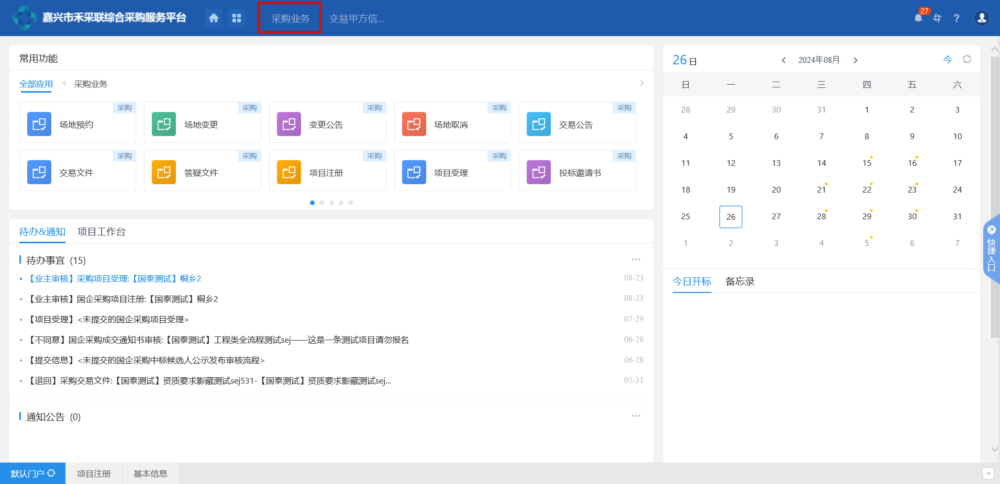 嘉兴市禾采联综合采购服务平台
采购业务
交易甲方信...
27
?
常用功能
全部应用 采购业务
采购 场地预约
采购 场地变更
采购 变更公告
采购 场地取消
采购 交易公告
采购 交易文件
采购 答疑文件
采购 项目注册
采购 项目受理
采购 投标邀请书
待办&通知 项目工作台
待办事宜 (15)
【业主审核】采购项目受理:【国泰测试】桐乡2 08-23
【业主审核】国企采购项目注册:【国泰测试】桐乡2 08-23
【项目受理】<未提交的国企采购项目受理> 07-29
【不同意】国企采购成交通知书审核:【国泰测试】工程类全流程测试sej——这是一条测试项目请勿报名 06-28
【提交信息】<未提交的国企采购中标候选人公示发布审核流程> 06-28
【退回】采购交易文件:【国泰测试】资质要求影藏测试sej531-【国泰测试】资质要求影藏测试sej... 05-31
通知公告 (0)
26日 2024年08月 今
日 一 二 三 四 五 六
28 29 30 31 1 2 3
4 5 6 7 8 9 10
11 12 13 14 15 16 17
18 19 20 21 22 23 24
25 26 27 28 29 30 31
1 2 3 4 5 6 7
今日开标 备忘录
快捷入口
默认门户 项目注册 基本信息